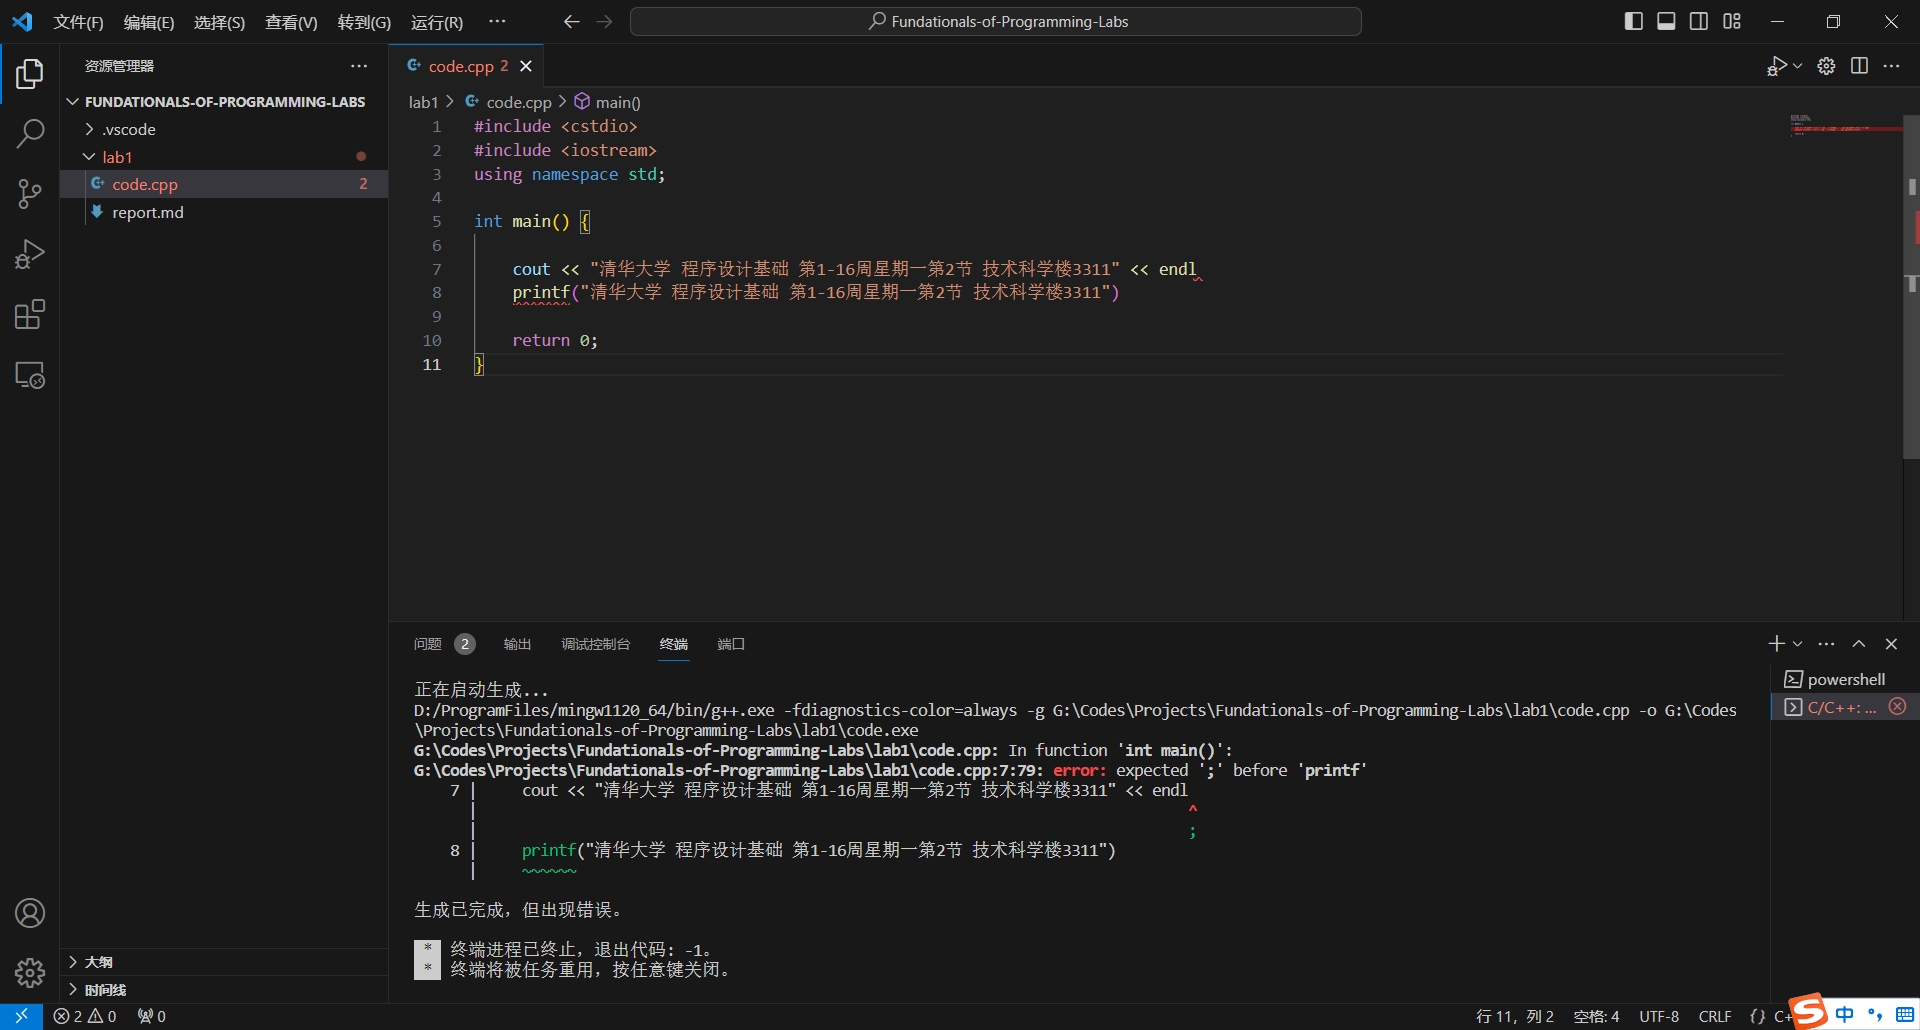 文件(F) 编辑(E) 选择(S) 查看(V) 转到(G) 运行(R) ··· Fundationals-of-Programming-Labs
资源管理器 ···
FUNDATIONALS-OF-PROGRAMMING-LABS
.vscode
lab1
code.cpp 2
report.md
大纲
时间线
code.cpp 2
lab1 > code.cpp > main()
1 #include <cstdio>
2 #include <iostream>
3 using namespace std;
4
5 int main() {
6
7 cout << "清华大学 程序设计基础 第1-16周星期一第2节 技术科学楼3311" << endl
8 printf("清华大学 程序设计基础 第1-16周星期一第2节 技术科学楼3311")
9
10 return 0;
11 }
问题 2 输出 调试控制台 终端 端口
正在启动生成...
D:/ProgramFiles/mingw1120_64/bin/g++.exe -fdiagnostics-color=always -g G:\Codes\Projects\Fundationals-of-Programming-Labs\lab1\code.cpp -o G:\Codes
\Projects\Fundationals-of-Programming-Labs\lab1\code.exe
G:\Codes\Projects\Fundationals-of-Programming-Labs\lab1\code.cpp: In function 'int main()':
G:\Codes\Projects\Fundationals-of-Programming-Labs\lab1\code.cpp:7:79: error: expected ';' before 'printf'
7 | cout << "清华大学 程序设计基础 第1-16周星期一第2节 技术科学楼3311" << endl
| ^
| ;
8 | printf("清华大学 程序设计基础 第1-16周星期一第2节 技术科学楼3311")
| ~~~~~~
生成已完成，但出现错误。
* 终端进程已终止，退出代码: -1。
* 终端将被任务重用，按任意键关闭。
powershell
C/C++: ...
2 0 0
行 11，列 2 空格: 4 UTF-8 CRLF {} C+
S 中